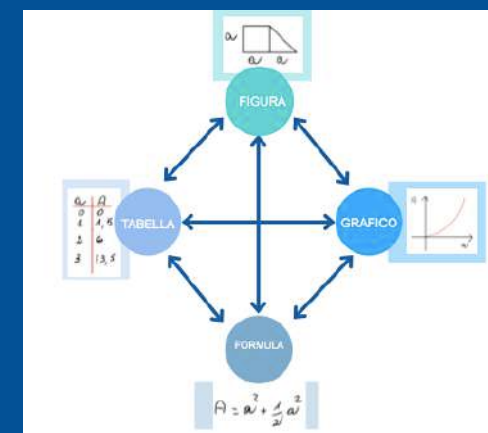 a
a a
FIGURA
TABELLA
a A
0 0
1 1,5
2 6
3 13,5
GRAFICO
a
FORMULA
A = a² + 1/2 a²